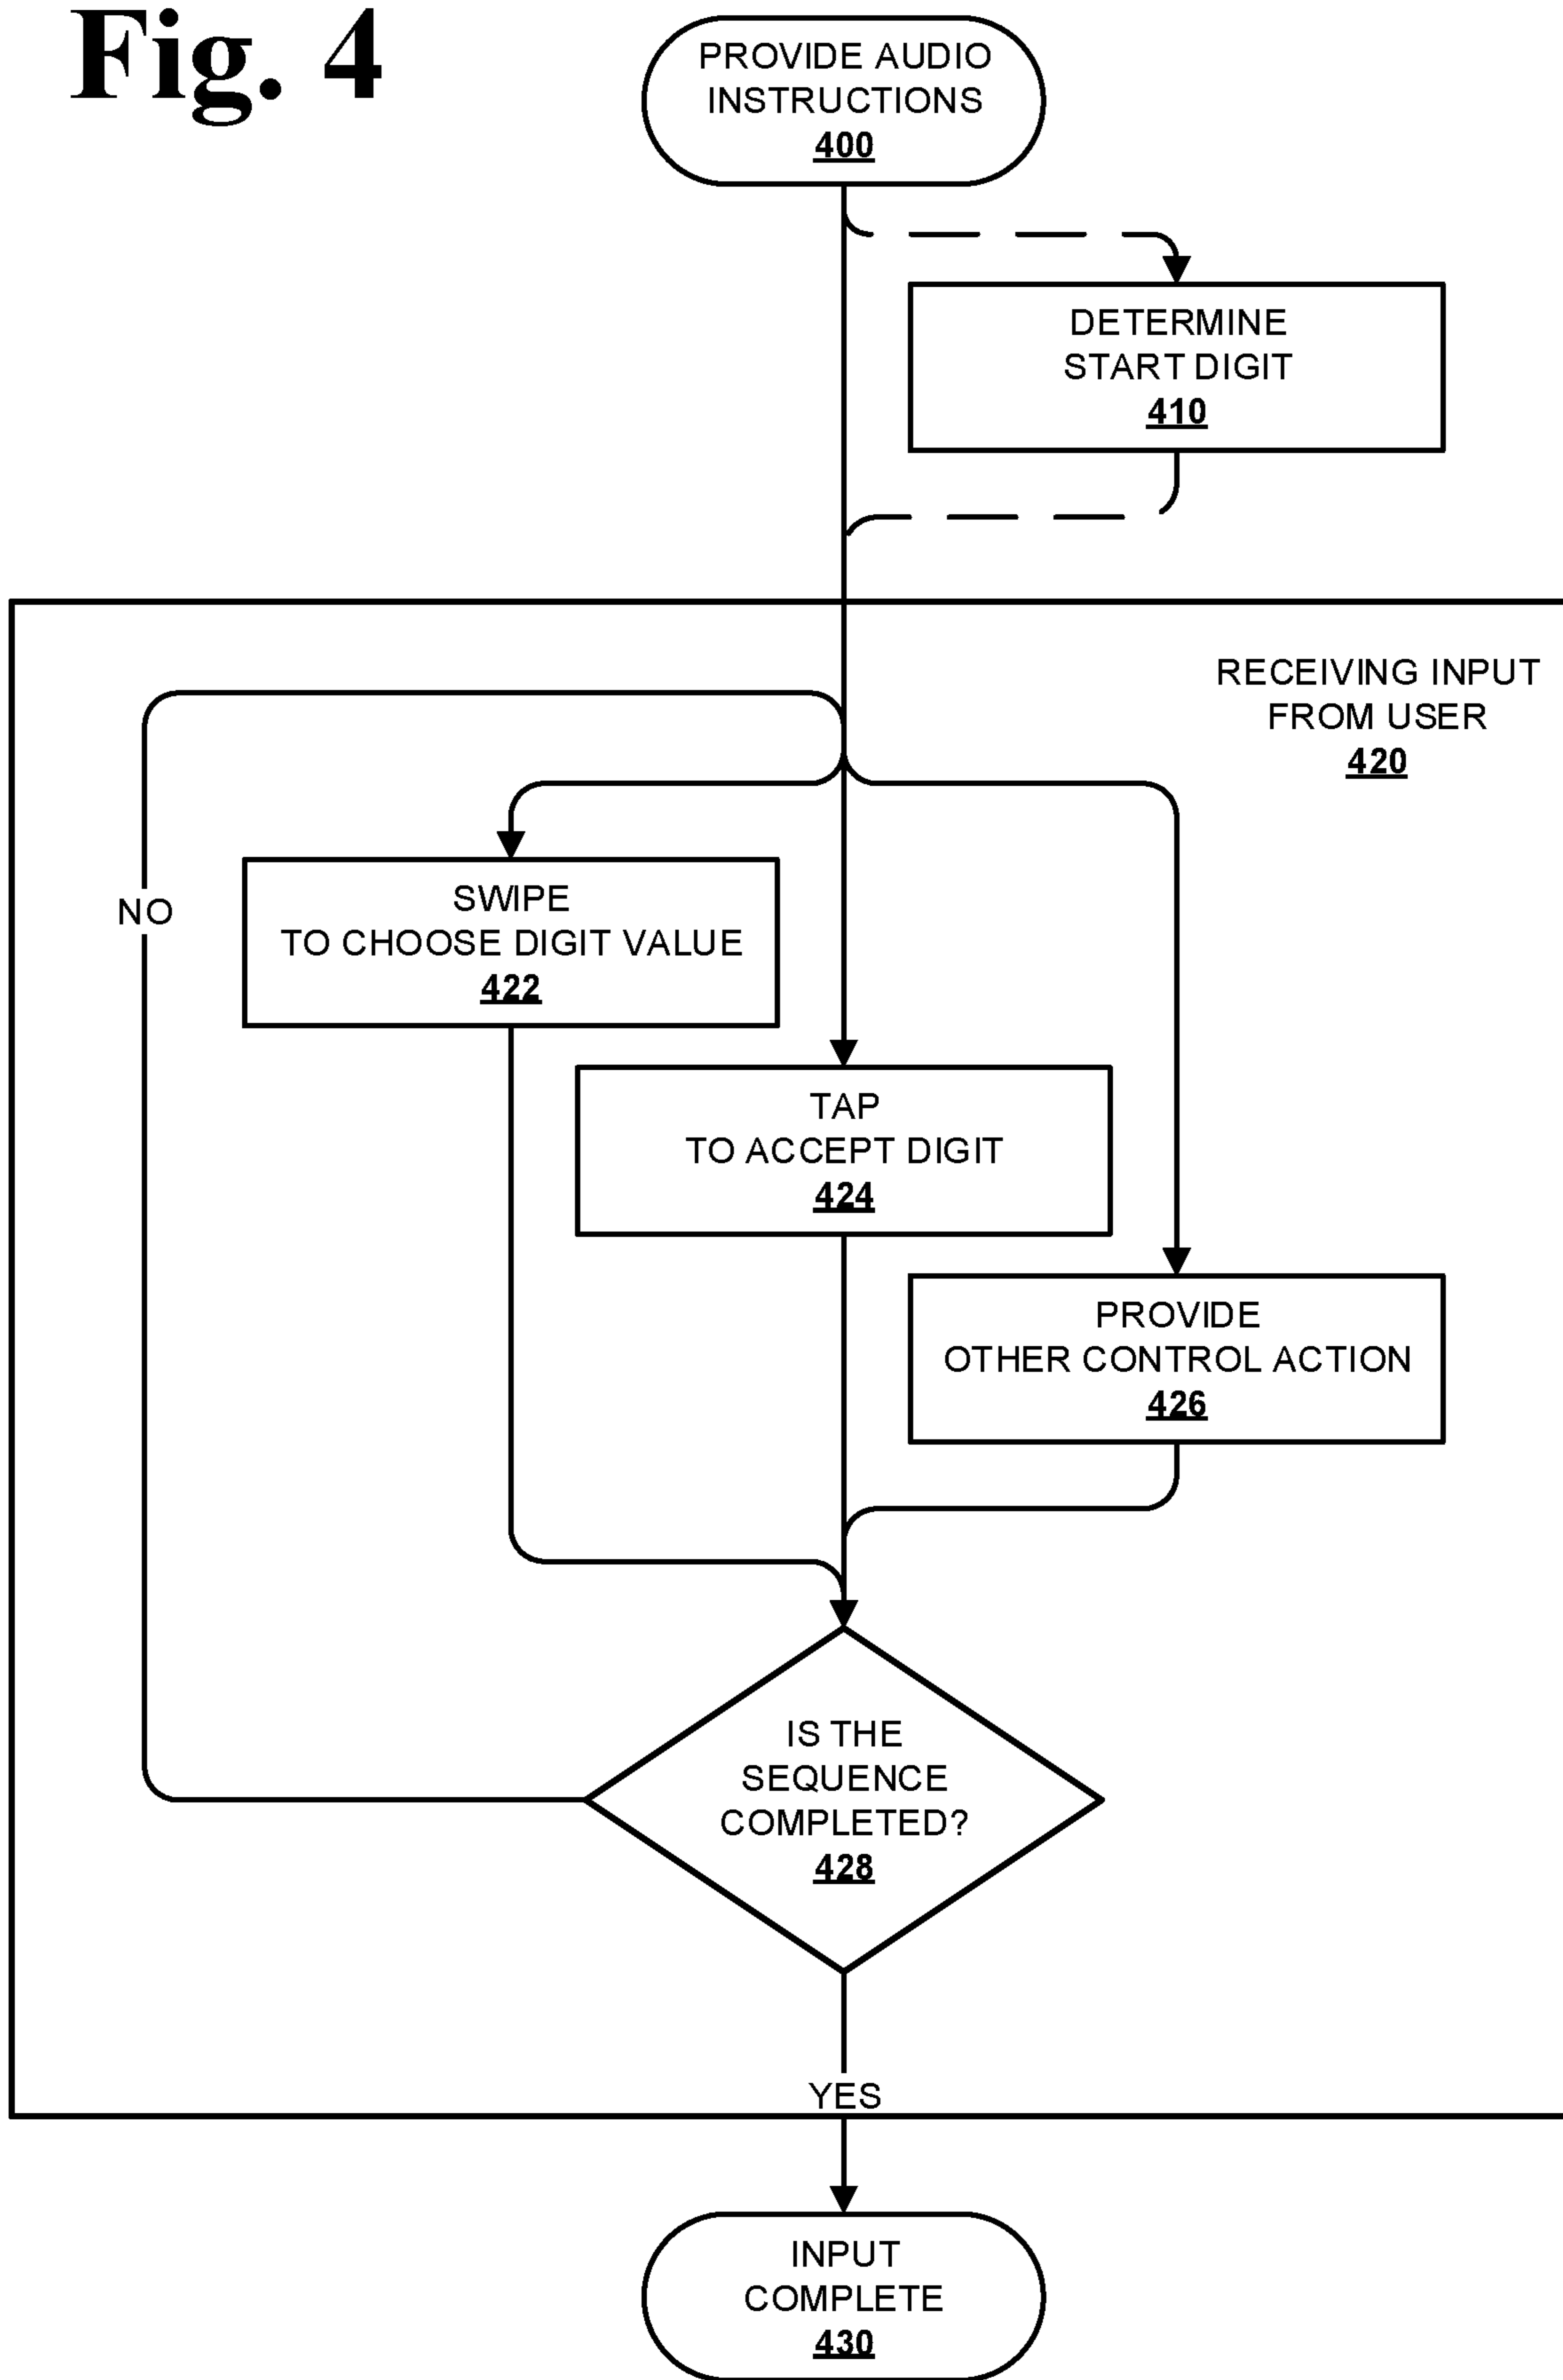 Fig. 4
PROVIDE AUDIO
INSTRUCTIONS
400
DETERMINE
START DIGIT
410
RECEIVING INPUT
FROM USER
420
NO
SWIPE
TO CHOOSE DIGIT VALUE
422
TAP
TO ACCEPT DIGIT
424
PROVIDE
OTHER CONTROL ACTION
426
IS THE
SEQUENCE
COMPLETED?
428
YES
INPUT
COMPLETE
430